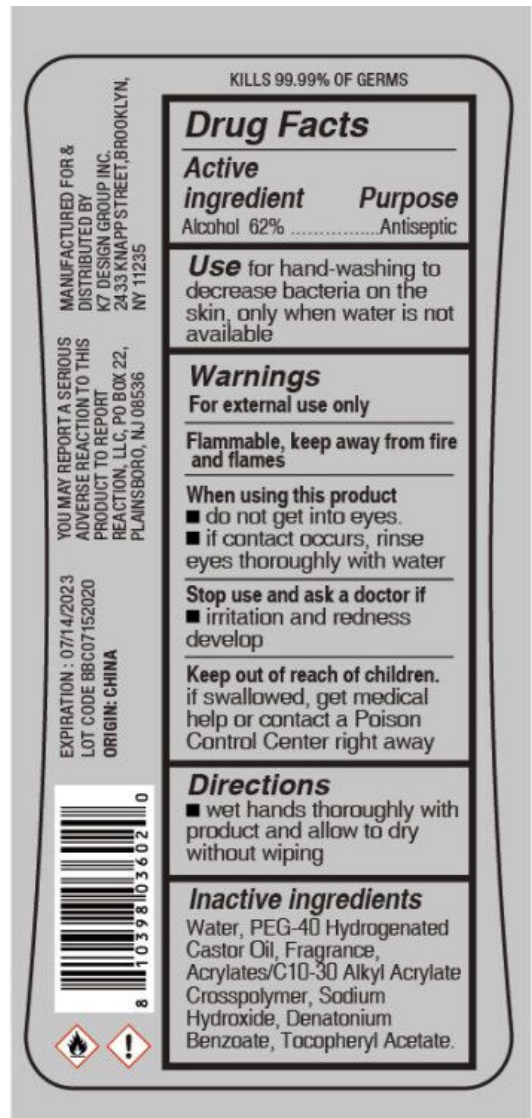 KILLS 99.99% OF GERMS
Drug Facts
Active
ingredient Purpose
Alcohol 62% ................Antiseptic
Use for hand-washing to
decrease bacteria on the
skin, only when water is not
available
Warnings
For external use only
Flammable, keep away from fire
and flames
When using this product
■ do not get into eyes.
■ if contact occurs, rinse
eyes thoroughly with water
Stop use and ask a doctor if
■ irritation and redness
develop
Keep out of reach of children.
if swallowed, get medical
help or contact a Poison
Control Center right away
Directions
■ wet hands thoroughly with
product and allow to dry
without wiping
Inactive ingredients
Water, PEG-40 Hydrogenated
Castor Oil, Fragrance,
Acrylates/C10-30 Alkyl Acrylate
Crosspolymer, Sodium
Hydroxide, Denatonium
Benzoate, Tocopheryl Acetate.
MANUFACTURED FOR &
DISTRIBUTED BY
K7 DESIGN GROUP INC.
2433 KNAPP STREET,BROOKLYN,
NY 11235
YOU MAY REPORT A SERIOUS
ADVERSE REACTION TO THIS
PRODUCT TO REPORT
REACTION, LLC, PO BOX 22,
PLAINSBORO, NJ 08536
EXPIRATION : 07/14/2023
LOT CODE BBC07152020
ORIGIN: CHINA
8 10398 03602 0